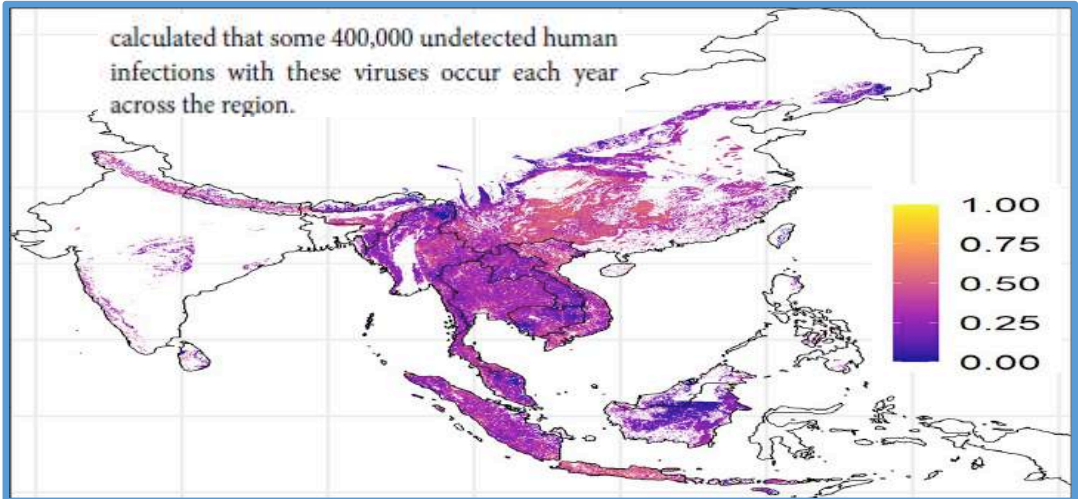 calculated that some 400,000 undetected human
infections with these viruses occur each year
across the region.
1.00
0.75
0.50
0.25
0.00